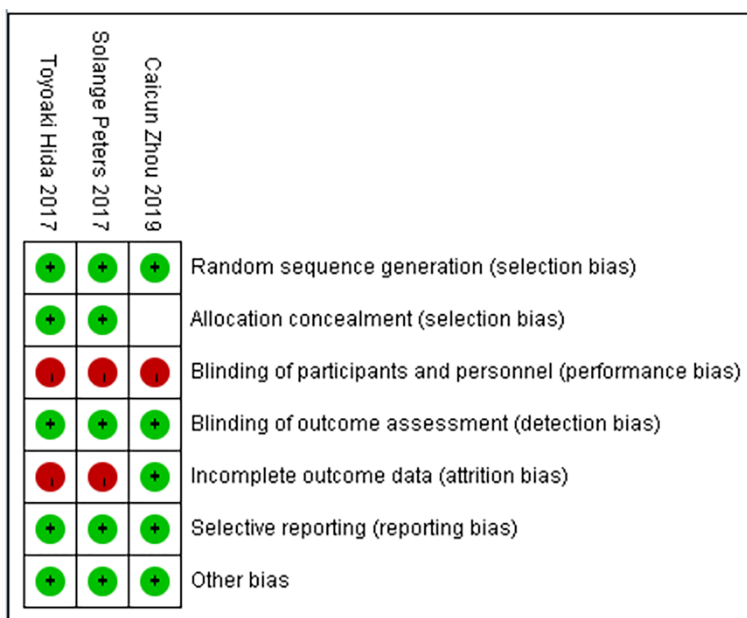 Toyoaki Hida 2017
Solange Peters 2017
Caicun Zhou 2019
+ + + Random sequence generation (selection bias)
+ + Allocation concealment (selection bias)
- - - Blinding of participants and personnel (performance bias)
+ + + Blinding of outcome assessment (detection bias)
- - + Incomplete outcome data (attrition bias)
+ + + Selective reporting (reporting bias)
+ + + Other bias